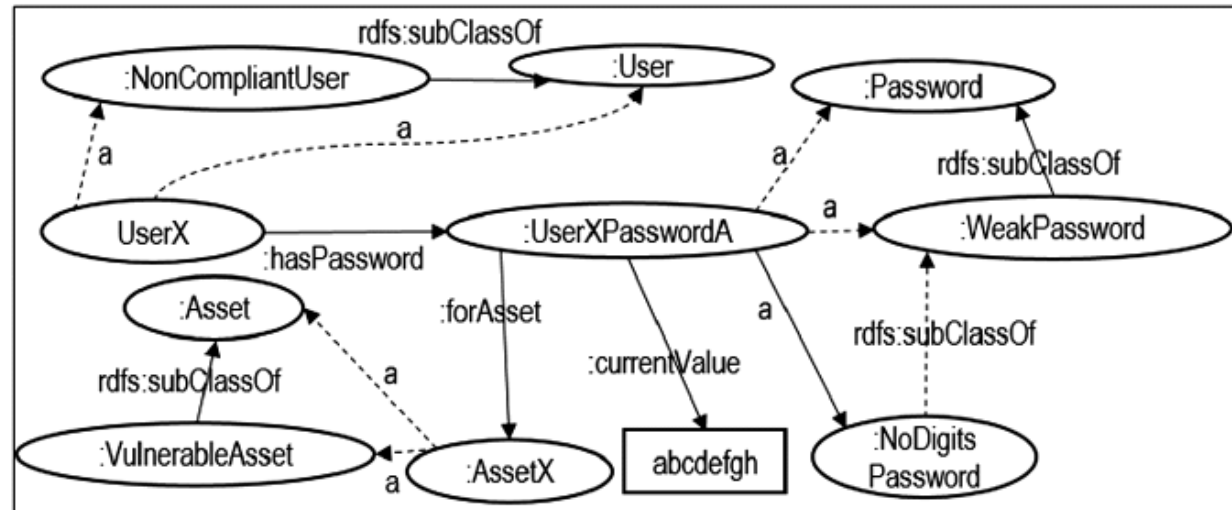 rdfs:subClassOf
:NonCompliantUser
:User
:Password
a
a
a
rdfs:subClassOf
UserX
:hasPassword
:UserXPasswordA
a
:WeakPassword
:Asset
:forAsset
a
rdfs:subClassOf
:currentValue
rdfs:subClassOf
a
:VulnerableAsset
a
:AssetX
abcdefgh
:NoDigits
Password